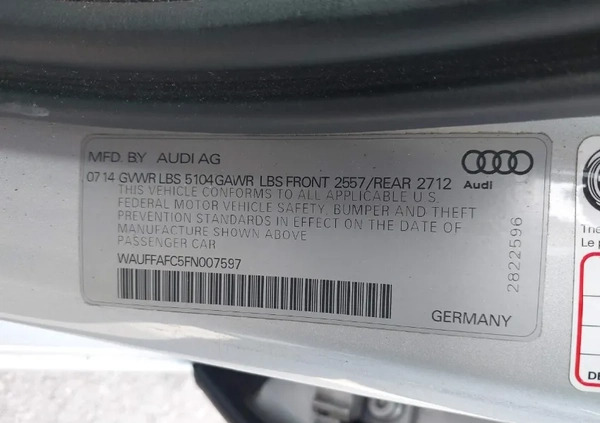 MFD. BY AUDI AG
Audi
07 14 GVWR LBS 5104 GAWR LBS FRONT 2557/REAR 2712
THIS VEHICLE CONFORMS TO ALL APPLICABLE U.S.
FEDERAL MOTOR VEHICLE SAFETY, BUMPER AND THEFT
PREVENTION STANDARDS IN EFFECT ON THE DATE OF
MANUFACTURE SHOWN ABOVE
PASSENGER CAR
WAUFFAFC5FN007597
2822596
GERMANY
Le p
DE